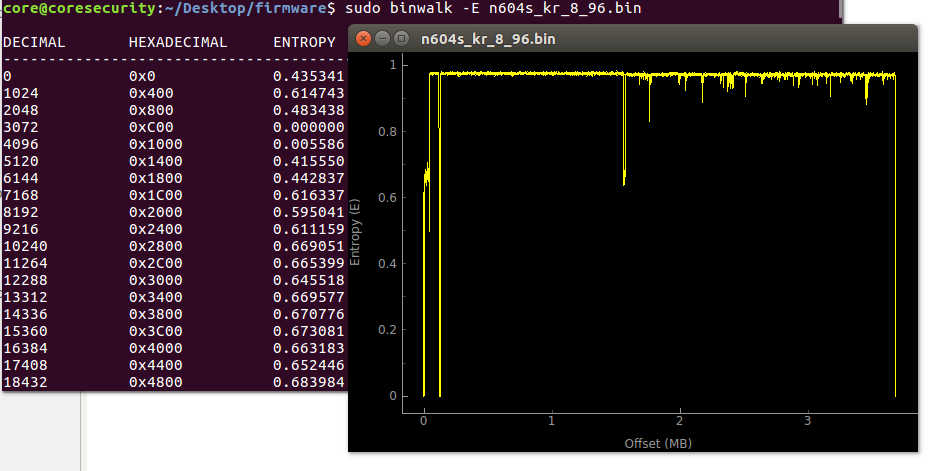 core@coresecurity:~/Desktop/firmware$ sudo binwalk -E n604s_kr_8_96.bin
DECIMAL HEXADECIMAL ENTROPY
--------------------------------------------------------------------------------
0 0x0 0.435341
1024 0x400 0.614743
2048 0x800 0.483438
3072 0xC00 0.000000
4096 0x1000 0.005586
5120 0x1400 0.415550
6144 0x1800 0.442837
7168 0x1C00 0.616337
8192 0x2000 0.595041
9216 0x2400 0.611159
10240 0x2800 0.669051
11264 0x2C00 0.665399
12288 0x3000 0.645518
13312 0x3400 0.669577
14336 0x3800 0.670776
15360 0x3C00 0.673081
16384 0x4000 0.663183
17408 0x4400 0.652446
18432 0x4800 0.683984
n604s_kr_8_96.bin
1
0.8
0.6
0.4
0.2
0
Entropy (E)
0 1 2 3
Offset (MB)